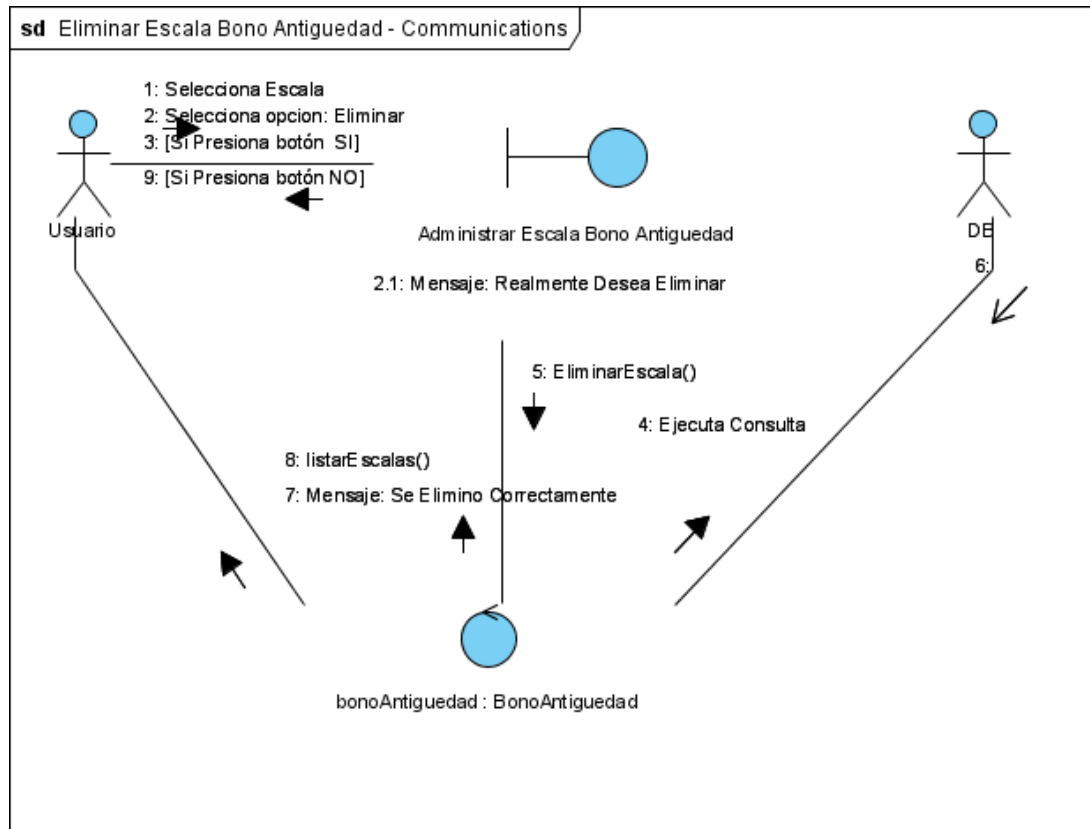 sd Eliminar Escala Bono Antiguedad - Communications
1: Selecciona Escala
2: Selecciona opcion: Eliminar
3: [Si Presiona botón SI]
9: [Si Presiona botón NO]
Usuario
Administrar Escala Bono Antiguedad
DB
6:
2.1: Mensaje: Realmente Desea Eliminar
5: EliminarEscala()
4: Ejecuta Consulta
8: listarEscalas()
7: Mensaje: Se Elimino Correctamente
bonoAntiguedad : BonoAntiguedad